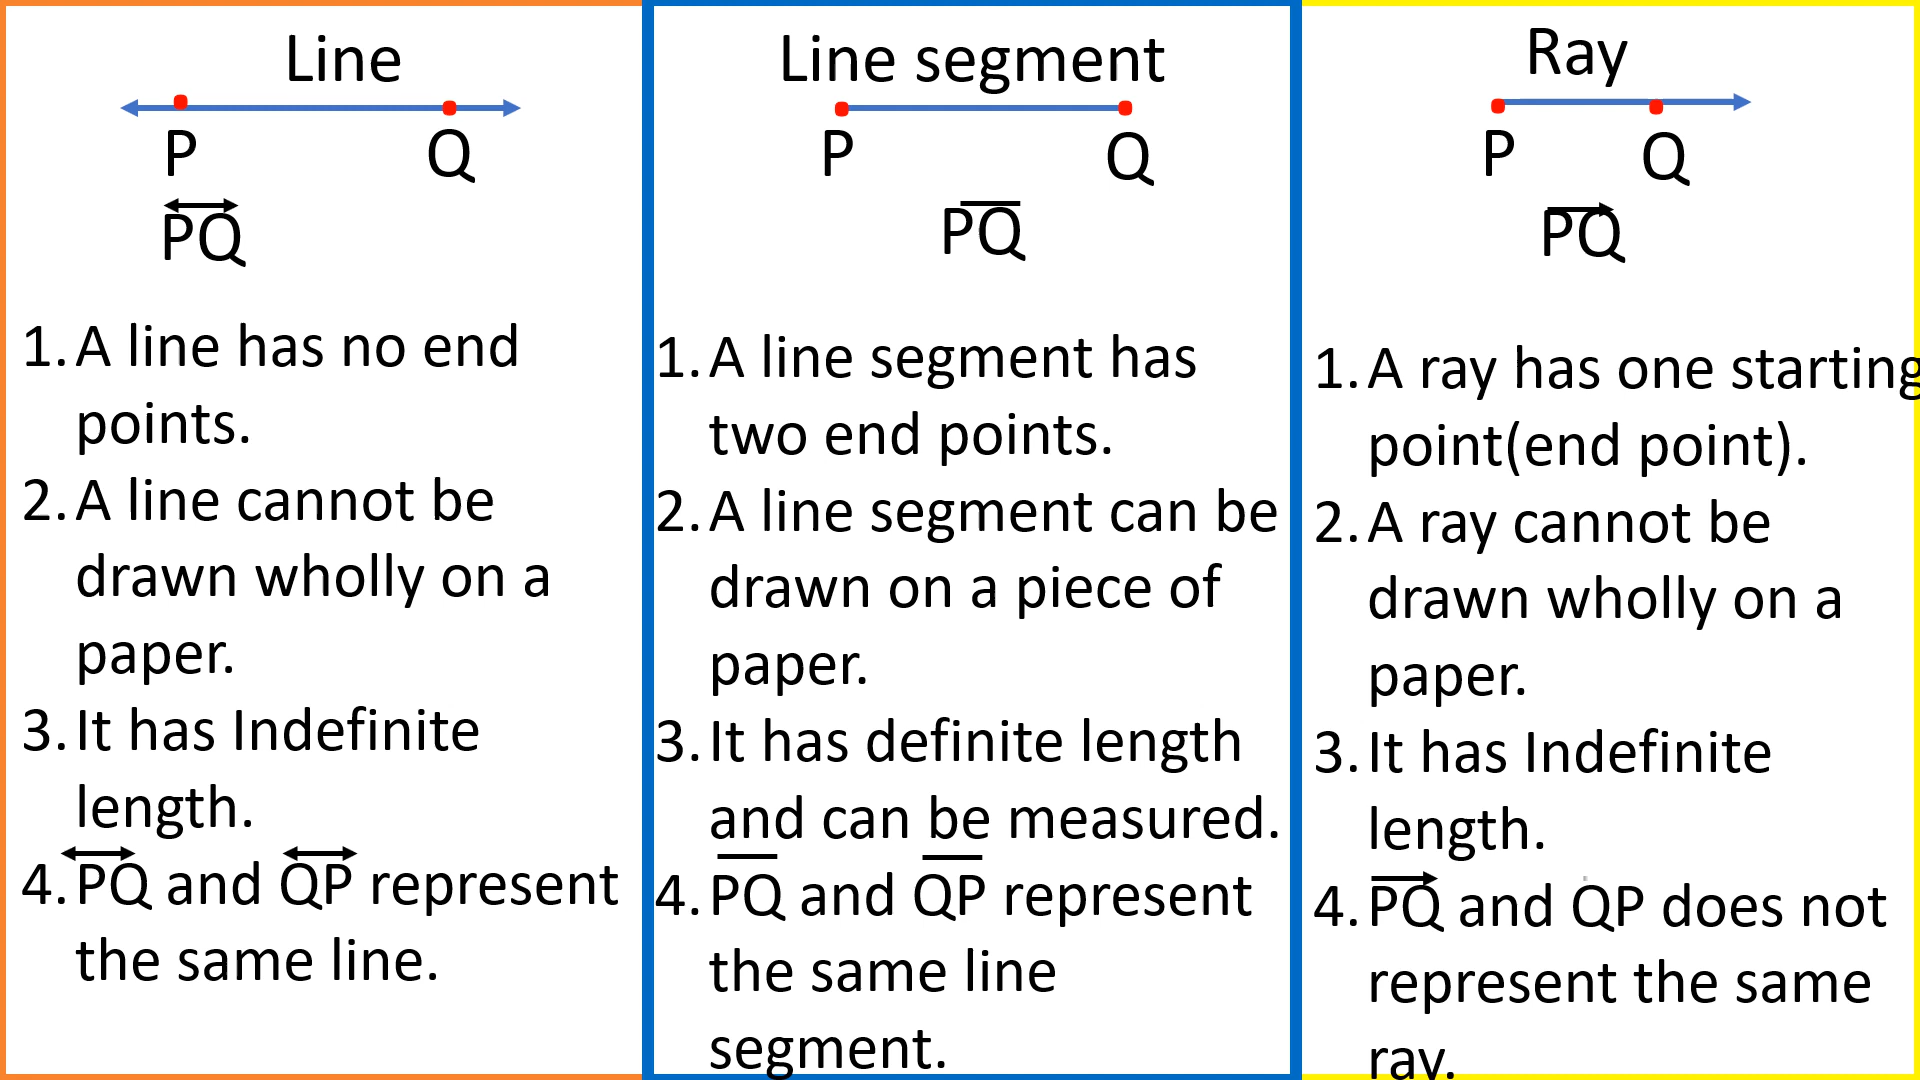 Line
P
Q
PQ
1. A line has no end
points.
2. A line cannot be
drawn wholly on a
paper.
3. It has Indefinite
length.
4. PQ and QP represent
the same line.
Line segment
P
Q
PQ
1. A line segment has
two end points.
2. A line segment can be
drawn on a piece of
paper.
3. It has definite length
and can be measured.
4. PQ and QP represent
the same line
segment.
Ray
P
Q
PQ
1. A ray has one starting
point(end point).
2. A ray cannot be
drawn wholly on a
paper.
3. It has Indefinite
length.
4. PQ and QP does not
represent the same
ray.